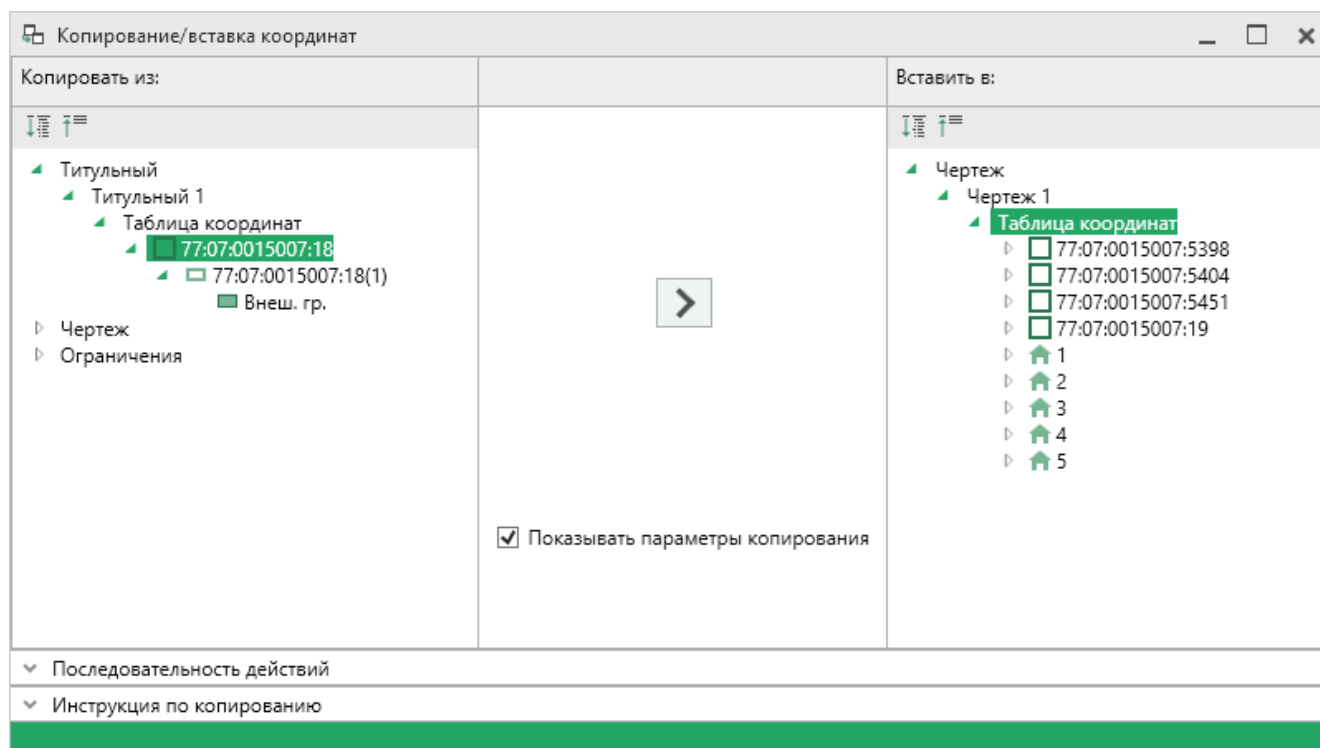 Копирование/вставка координат
Копировать из:
Вставить в:
Титульный
Титульный 1
Таблица координат
77:07:0015007:18
77:07:0015007:18(1)
Внеш. гр.
Чертеж
Ограничения
Показывать параметры копирования
Чертеж
Чертеж 1
Таблица координат
77:07:0015007:5398
77:07:0015007:5404
77:07:0015007:5451
77:07:0015007:19
1
2
3
4
5
Последовательность действий
Инструкция по копированию